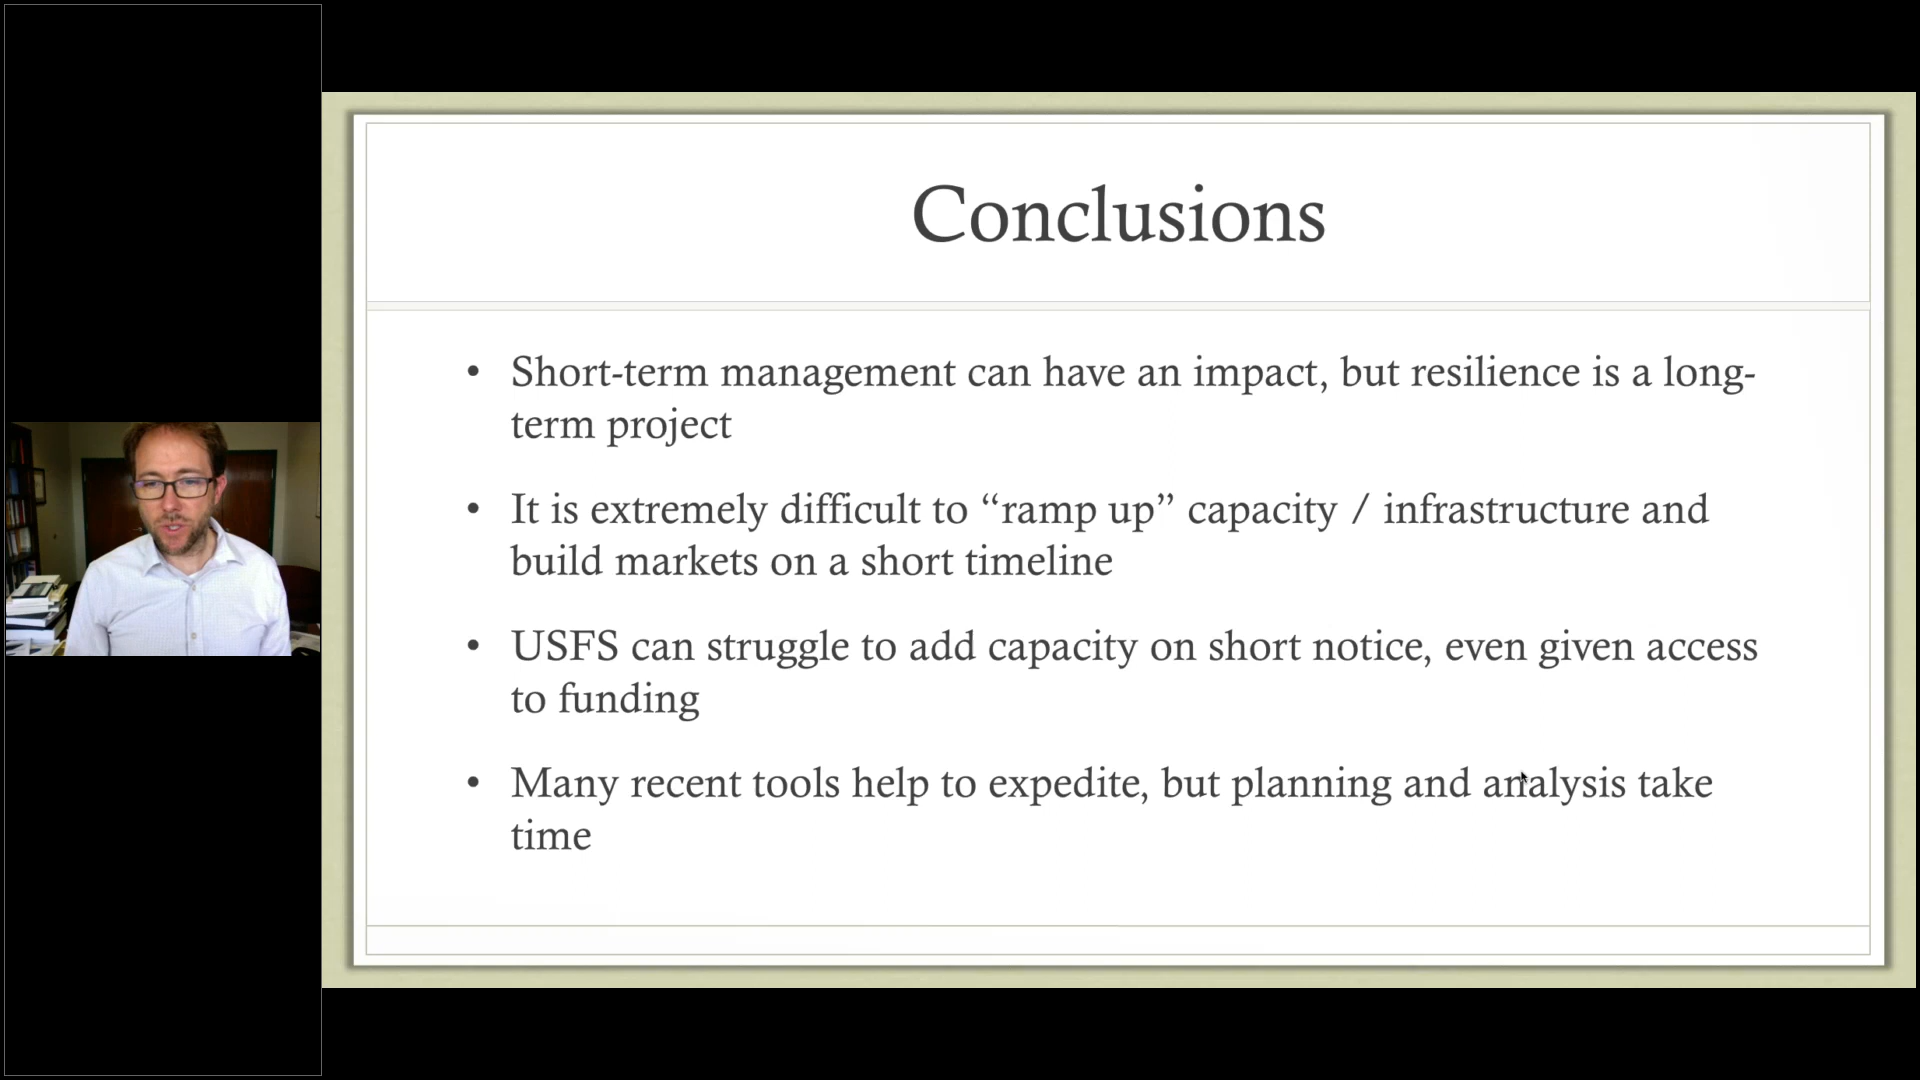 Conclusions
• Short-term management can have an impact, but resilience is a long-
term project
• It is extremely difficult to “ramp up” capacity / infrastructure and
build markets on a short timeline
• USFS can struggle to add capacity on short notice, even given access
to funding
• Many recent tools help to expedite, but planning and analysis take
time